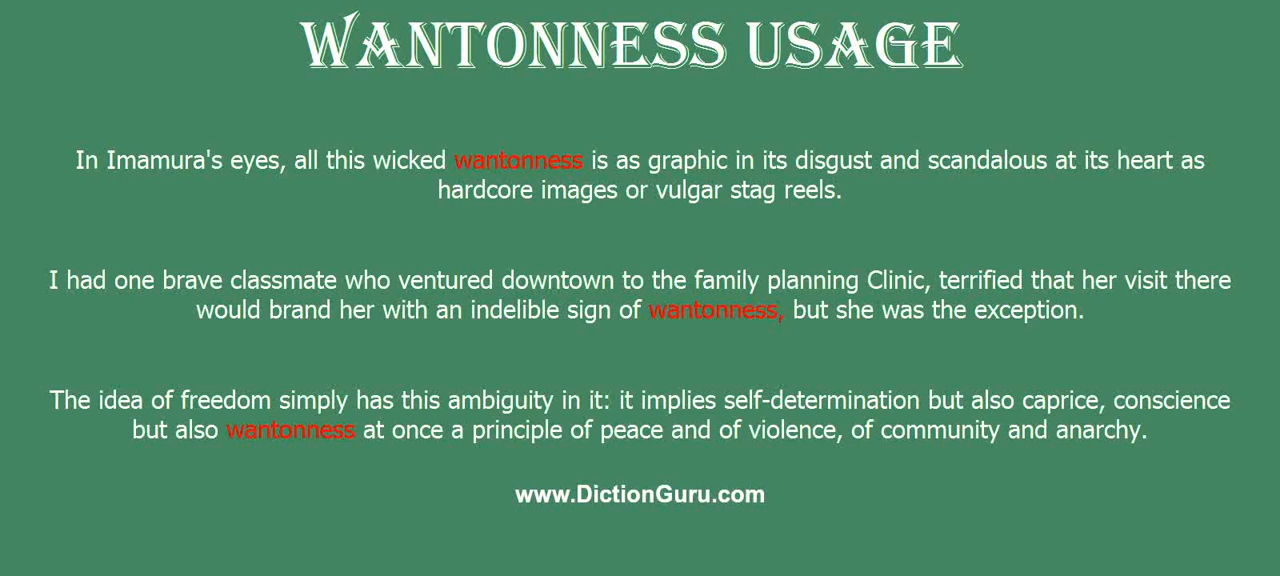 WANTONNESS USAGE
In Imamura's eyes, all this wicked wantonness is as graphic in its disgust and scandalous at its heart as
hardcore images or vulgar stag reels.
I had one brave classmate who ventured downtown to the family planning Clinic, terrified that her visit there
would brand her with an indelible sign of wantonness, but she was the exception.
The idea of freedom simply has this ambiguity in it: it implies self-determination but also caprice, conscience
but also wantonness at once a principle of peace and of violence, of community and anarchy.
www.DictionGuru.com